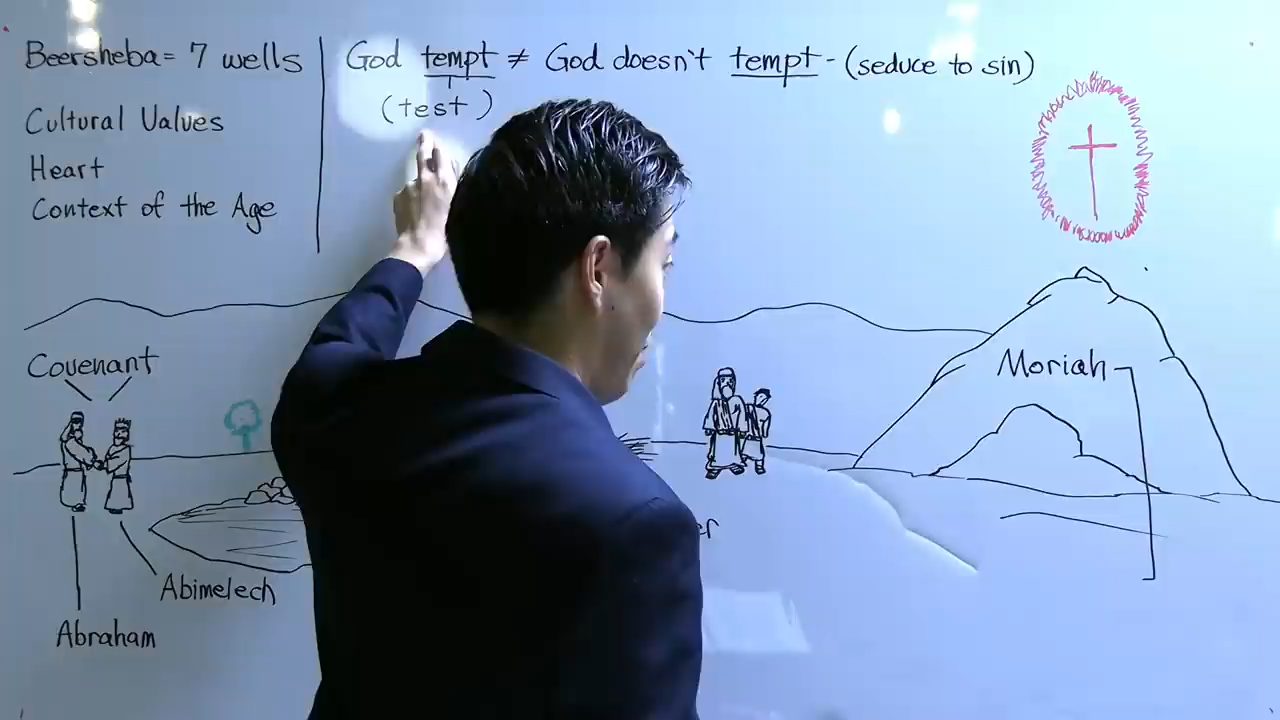 Beersheba = 7 wells
Cultural Values
Heart
Context of the Age
God tempt ≠ God doesn't tempt - (seduce to sin)
(test)
Covenant
Moriah
Abimelech
Abraham